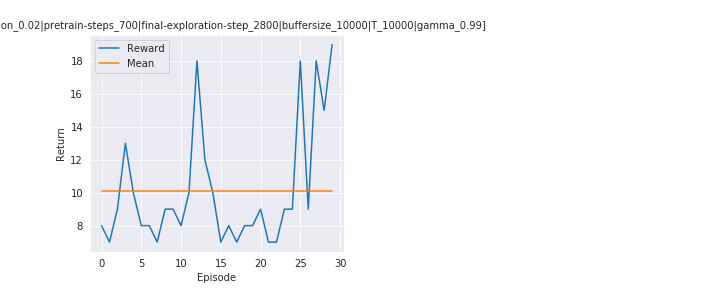 on_0.02|pretrain-steps_700|final-exploration-step_2800|buffersize_10000|T_10000|gamma_0.99]
Reward
Mean
18
16
14
12
10
8
Return
0 5 10 15 20 25 30
Episode